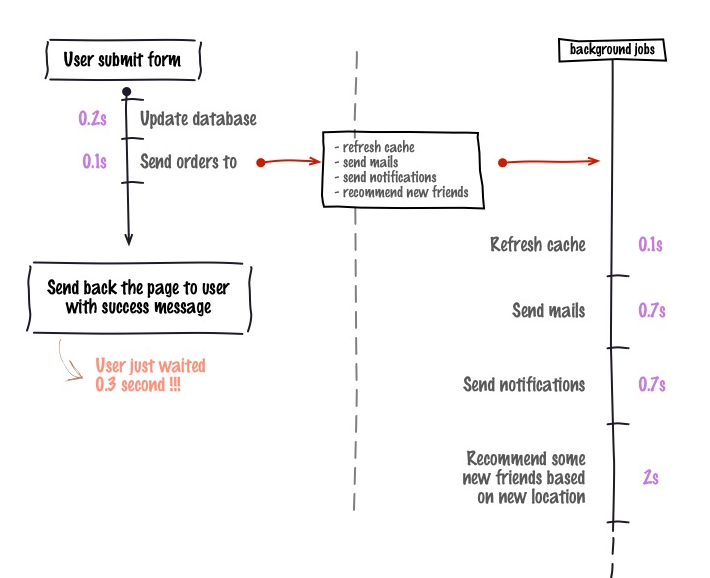 User submit form
background jobs
0.2s Update database
0.1s Send orders to
- refresh cache
- send mails
- send notifications
- recommend new friends
Refresh cache 0.1s
Send back the page to user
with success message
Send mails 0.7s
User just waited
0.3 second !!!
Send notifications 0.7s
Recommend some
new friends based
on new location
2s